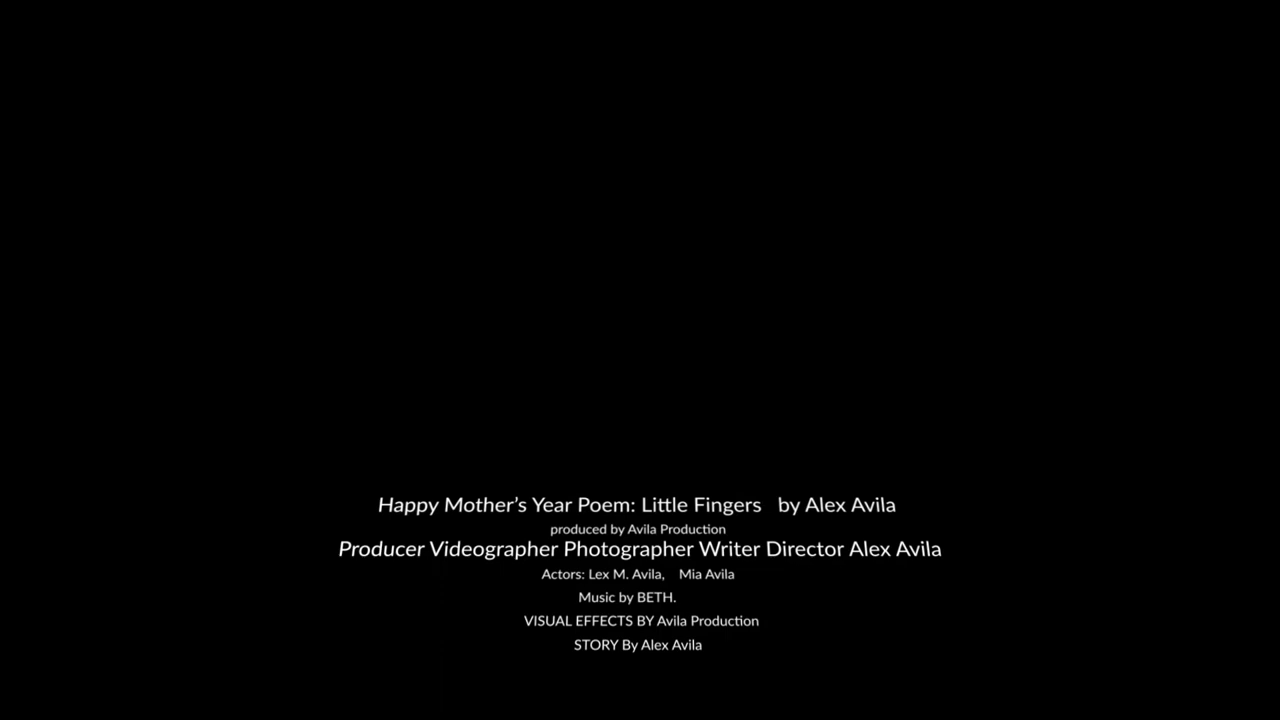 Happy Mother’s Year Poem: Little Fingers by Alex Avila
produced by Avila Production
Producer Videographer Photographer Writer Director Alex Avila
Actors: Lex M. Avila, Mia Avila
Music by BETH.
VISUAL EFFECTS BY Avila Production
STORY By Alex Avila